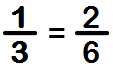 1/3 = 2/6